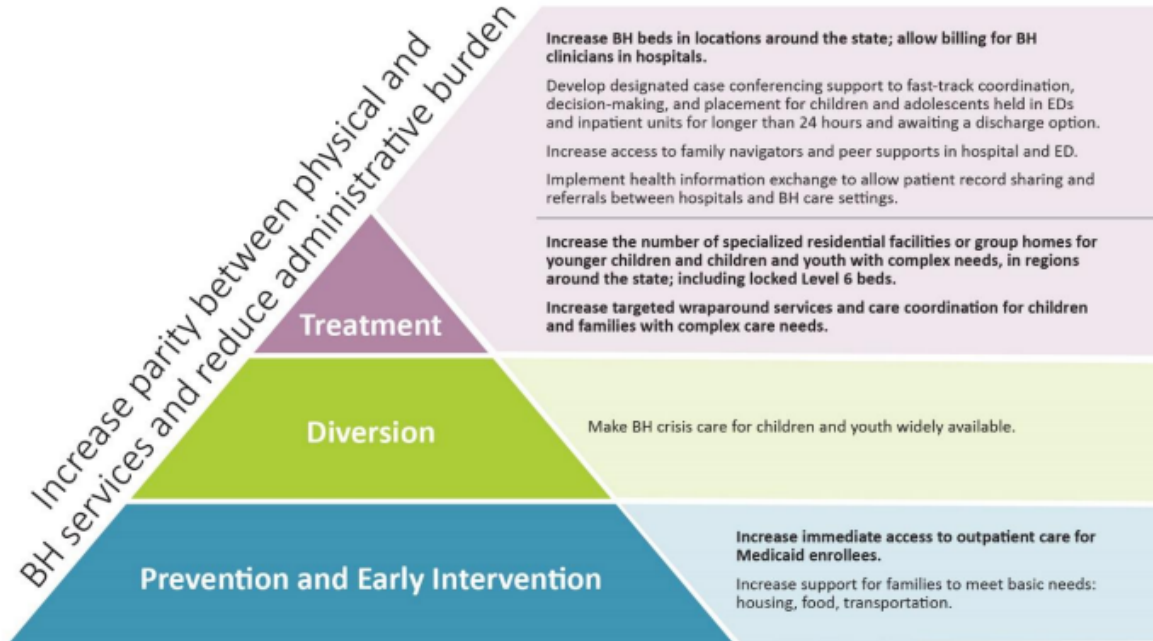 Increase parity between physical and
BH services and reduce administrative burden
Increase BH beds in locations around the state; allow billing for BH
clinicians in hospitals.
Develop designated case conferencing support to fast-track coordination,
decision-making, and placement for children and adolescents held in EDs
and inpatient units for longer than 24 hours and awaiting a discharge option.
Increase access to family navigators and peer supports in hospital and ED.
Implement health information exchange to allow patient record sharing and
referrals between hospitals and BH care settings.
Increase the number of specialized residential facilities or group homes for
younger children and children and youth with complex needs, in regions
around the state; including locked Level 6 beds.
Increase targeted wraparound services and care coordination for children
and families with complex care needs.
Treatment
Diversion
Make BH crisis care for children and youth widely available.
Prevention and Early Intervention
Increase immediate access to outpatient care for
Medicaid enrollees.
Increase support for families to meet basic needs:
housing, food, transportation.